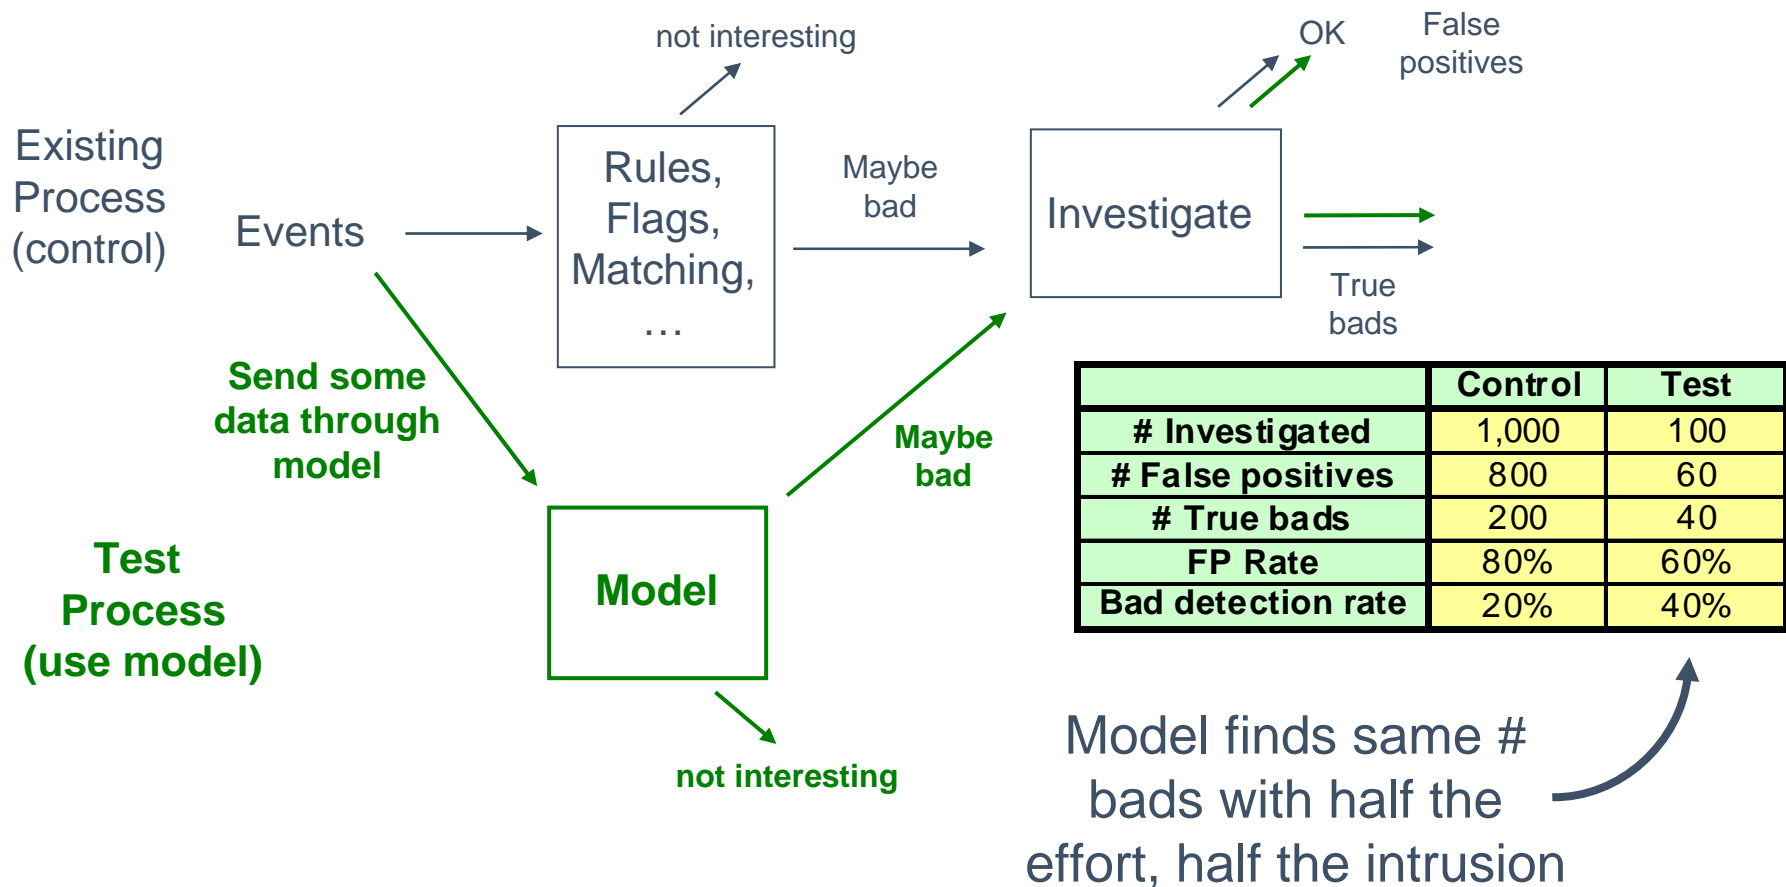 not interesting
OK
False
positives
Existing
Process
(control)
Events
Rules,
Flags,
Matching,
…
Maybe
bad
Investigate
True
bads
Send some
data through
model
Maybe
bad
Test
Process
(use model)
Model
not interesting
Control Test
# Investigated 1,000 100
# False positives 800 60
# True bads 200 40
FP Rate 80% 60%
Bad detection rate 20% 40%
Model finds same #
bads with half the
effort, half the intrusion